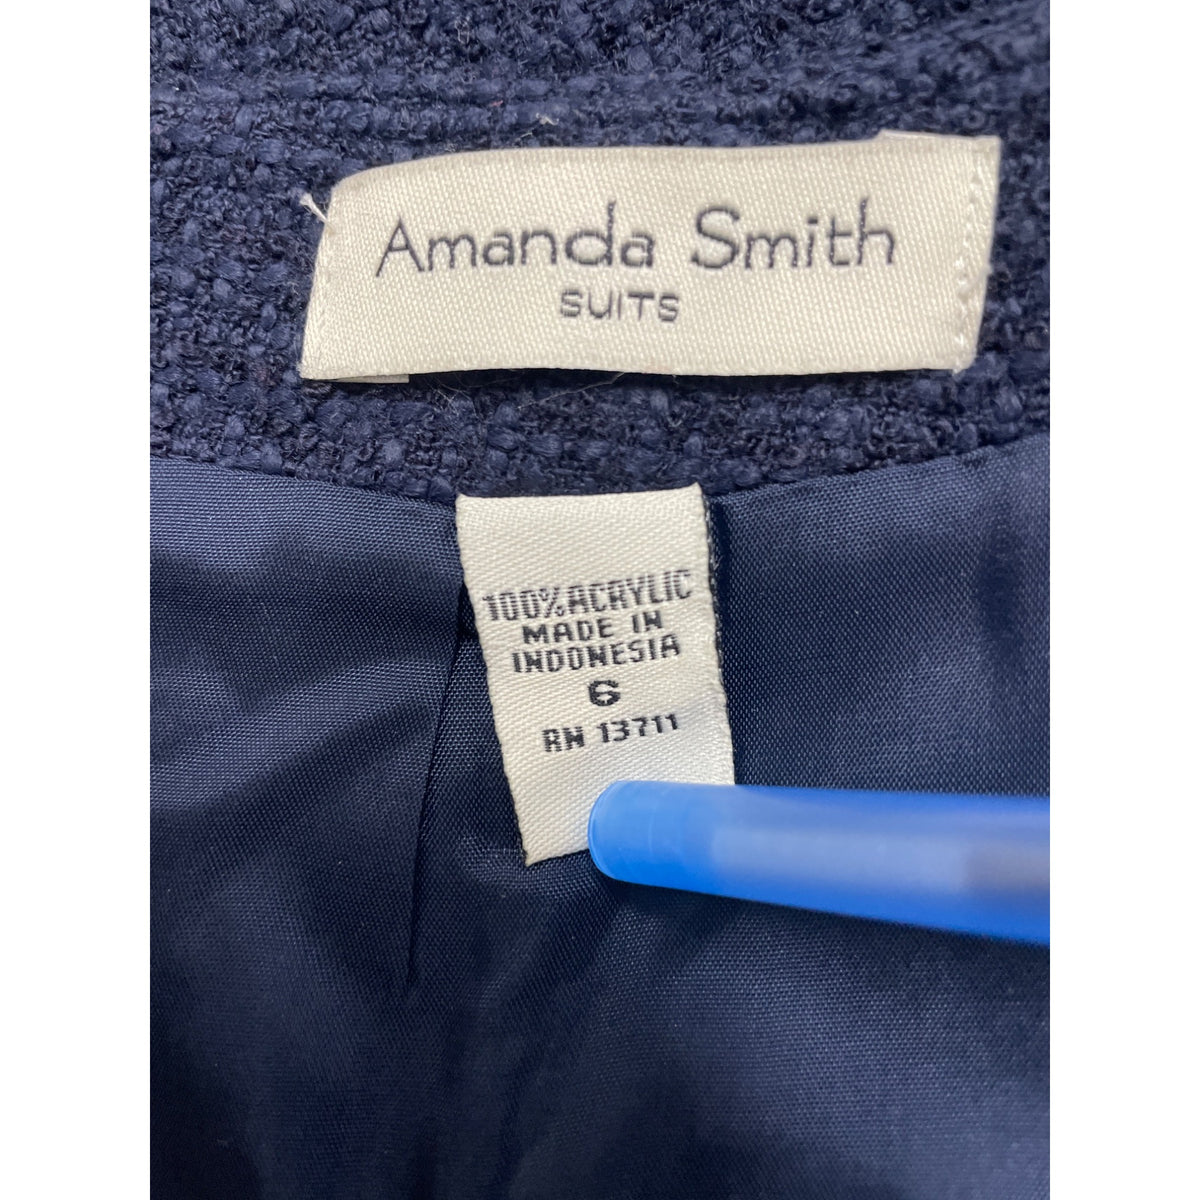 Amanda Smith
SUITS
100% ACRYLIC
MADE IN
INDONESIA
6
RN 13711